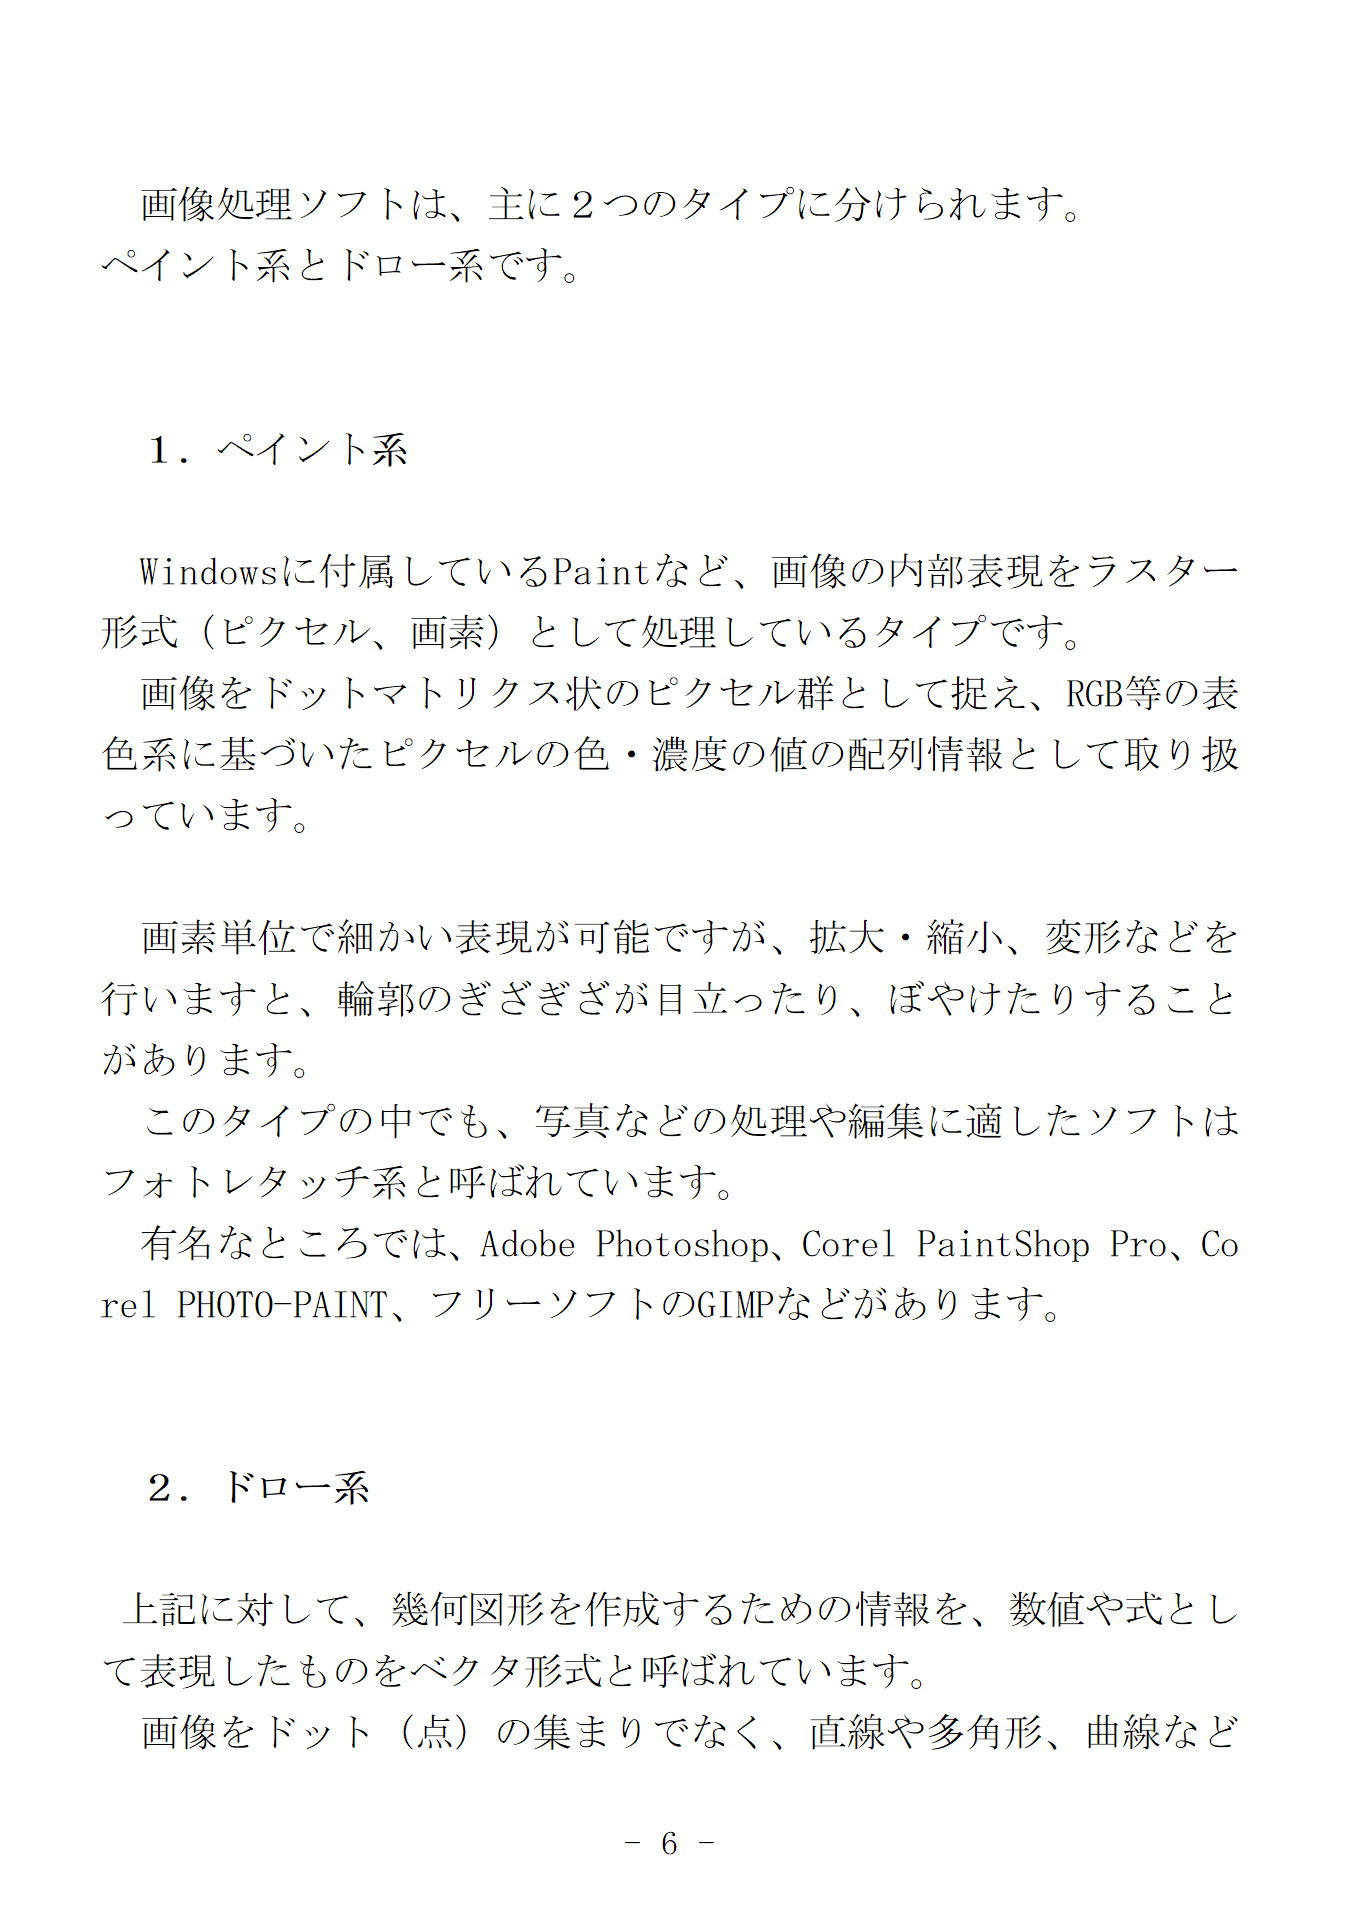 画像処理ソフトは、主に２つのタイプに分けられます。
ペイント系とドロー系です。
　１．ペイント系
　Windowsに付属しているPaintなど、画像の内部表現をラスター
形式（ピクセル、画素）として処理しているタイプです。
　画像をドットマトリクス状のピクセル群として捉え、RGB等の表
色系に基づいたピクセルの色・濃度の値の配列情報として取り扱
っています。
　画素単位で細かい表現が可能ですが、拡大・縮小、変形などを
行いますと、輪郭のぎざぎざが目立ったり、ぼやけたりすること
があります。
　このタイプの中でも、写真などの処理や編集に適したソフトは
フォトレタッチ系と呼ばれています。
　有名なところでは、Adobe Photoshop、Corel PaintShop Pro、Co
rel PHOTO-PAINT、フリーソフトのGIMPなどがあります。
　２．ドロー系
 上記に対して、幾何図形を作成するための情報を、数値や式とし
て表現したものをベクタ形式と呼ばれています。
　画像をドット（点）の集まりでなく、直線や多角形、曲線など
- 6 -